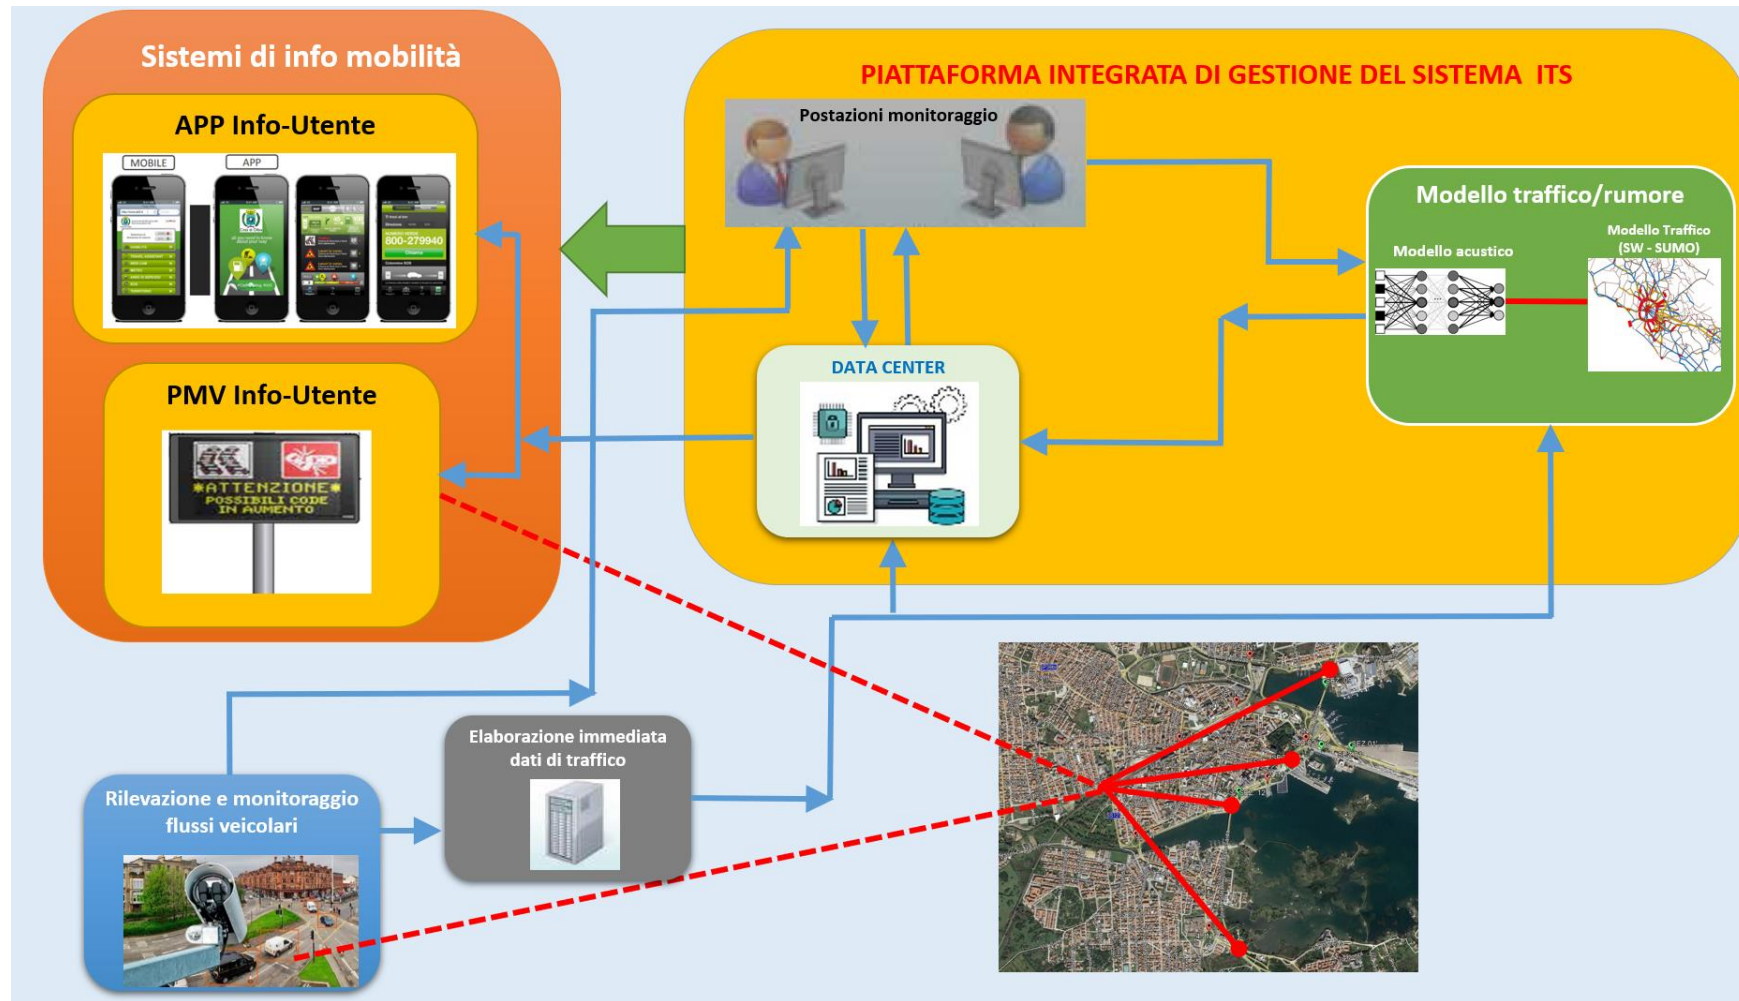 Sistemi di info mobilità
APP Info-Utente
MOBILE
APP
800-279940
PMV Info-Utente
*ATTENZIONE*
POSSIBILI CODE
IN AUMENTO
PIATTAFORMA INTEGRATA DI GESTIONE DEL SISTEMA ITS
Postazioni monitoraggio
DATA CENTER
Modello traffico/rumore
Modello acustico
Modello Traffico
(SW - SUMO)
Elaborazione immediata
dati di traffico
Rilevazione e monitoraggio
flussi veicolari